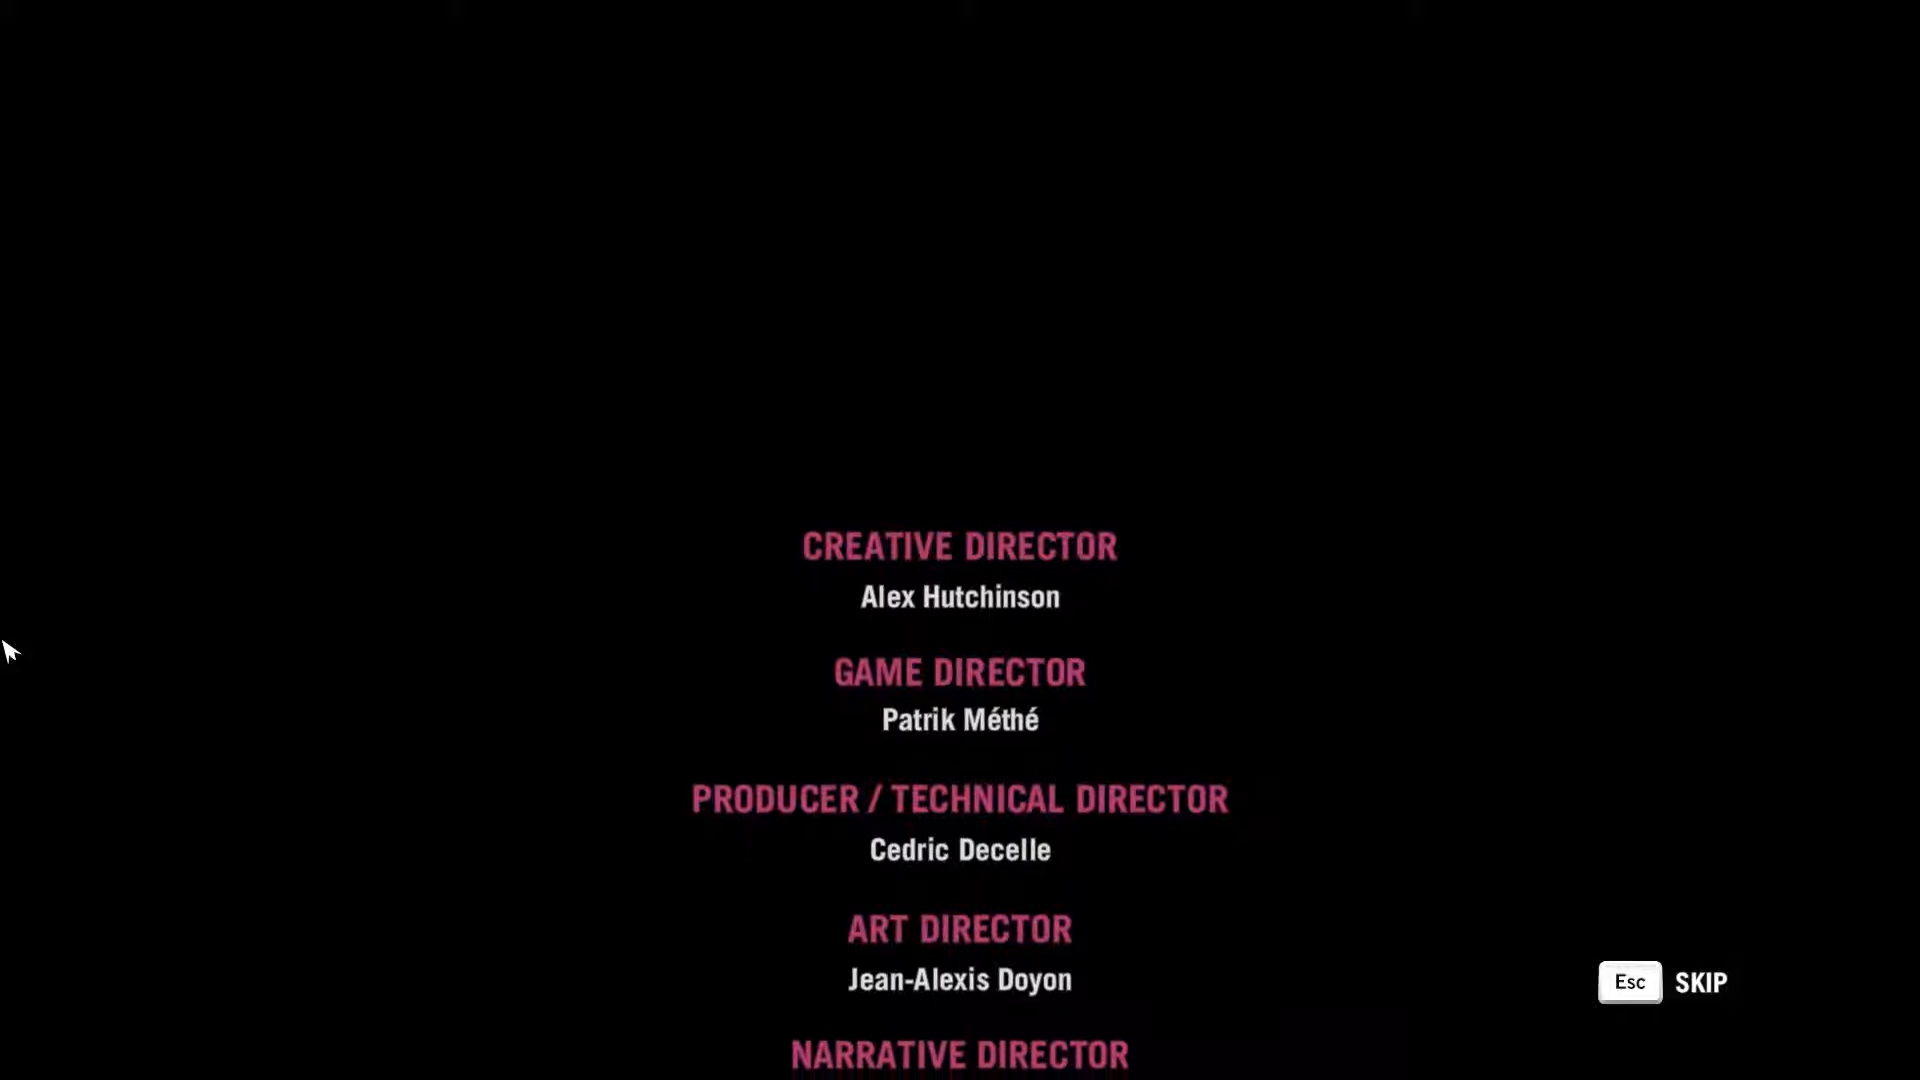 CREATIVE DIRECTOR
Alex Hutchinson
GAME DIRECTOR
Patrik Méthé
PRODUCER / TECHNICAL DIRECTOR
Cedric Decelle
ART DIRECTOR
Jean-Alexis Doyon
Esc SKIP
NARRATIVE DIRECTOR